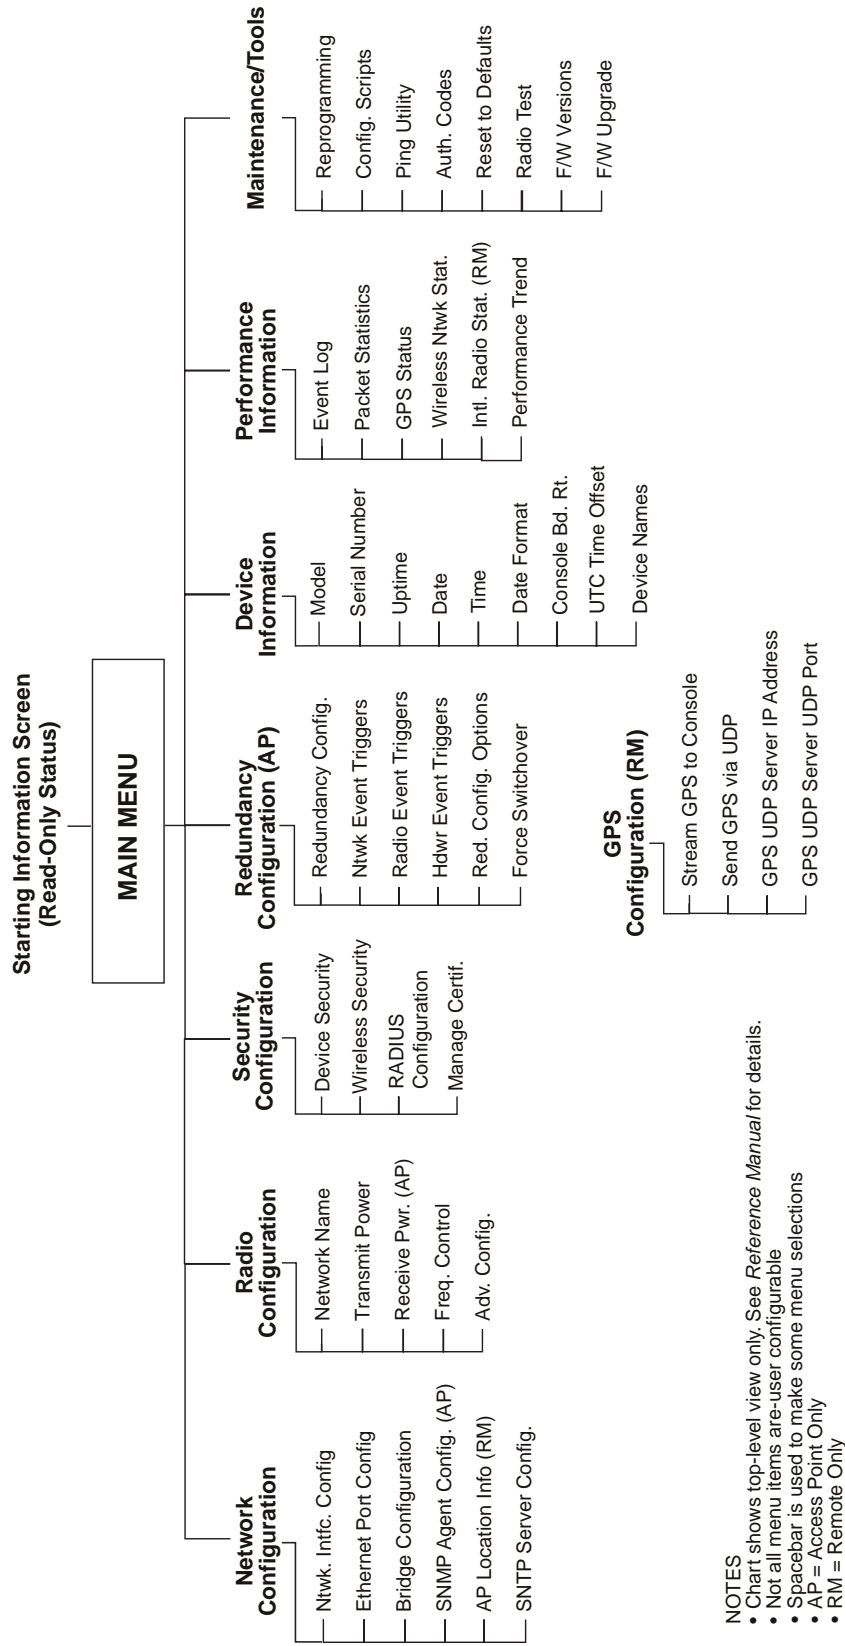 Starting Information Screen
(Read-Only Status)
MAIN MENU
Network
Configuration
Ntwk. Intfc. Config
Ethernet Port Config
Bridge Configuration
SNMP Agent Config. (AP)
AP Location Info (RM)
SNTP Server Config.
Radio
Configuration
Network Name
Transmit Power
Receive Pwr. (AP)
Freq. Control
Adv. Config.
Security
Configuration
Device Security
Wireless Security
RADIUS
Configuration
Manage Certif.
Redundancy
Configuration (AP)
Redundancy Config.
Ntwk Event Triggers
Radio Event Triggers
Hdwr Event Triggers
Red. Config. Options
Force Switchover
Device
Information
Model
Serial Number
Uptime
Date
Time
Date Format
Console Bd. Rt.
UTC Time Offset
Device Names
Performance
Information
Event Log
Packet Statistics
GPS Status
Wireless Ntwk Stat.
Intl. Radio Stat. (RM)
Performance Trend
Maintenance/Tools
Reprogramming
Config. Scripts
Ping Utility
Auth. Codes
Reset to Defaults
Radio Test
F/W Versions
F/W Upgrade
GPS
Configuration (RM)
Stream GPS to Console
Send GPS via UDP
GPS UDP Server IP Address
GPS UDP Server UDP Port
NOTES
• Chart shows top-level view only. See Reference Manual for details.
• Not all menu items are-user configurable
• Spacebar is used to make some menu selections
• AP = Access Point Only
• RM = Remote Only